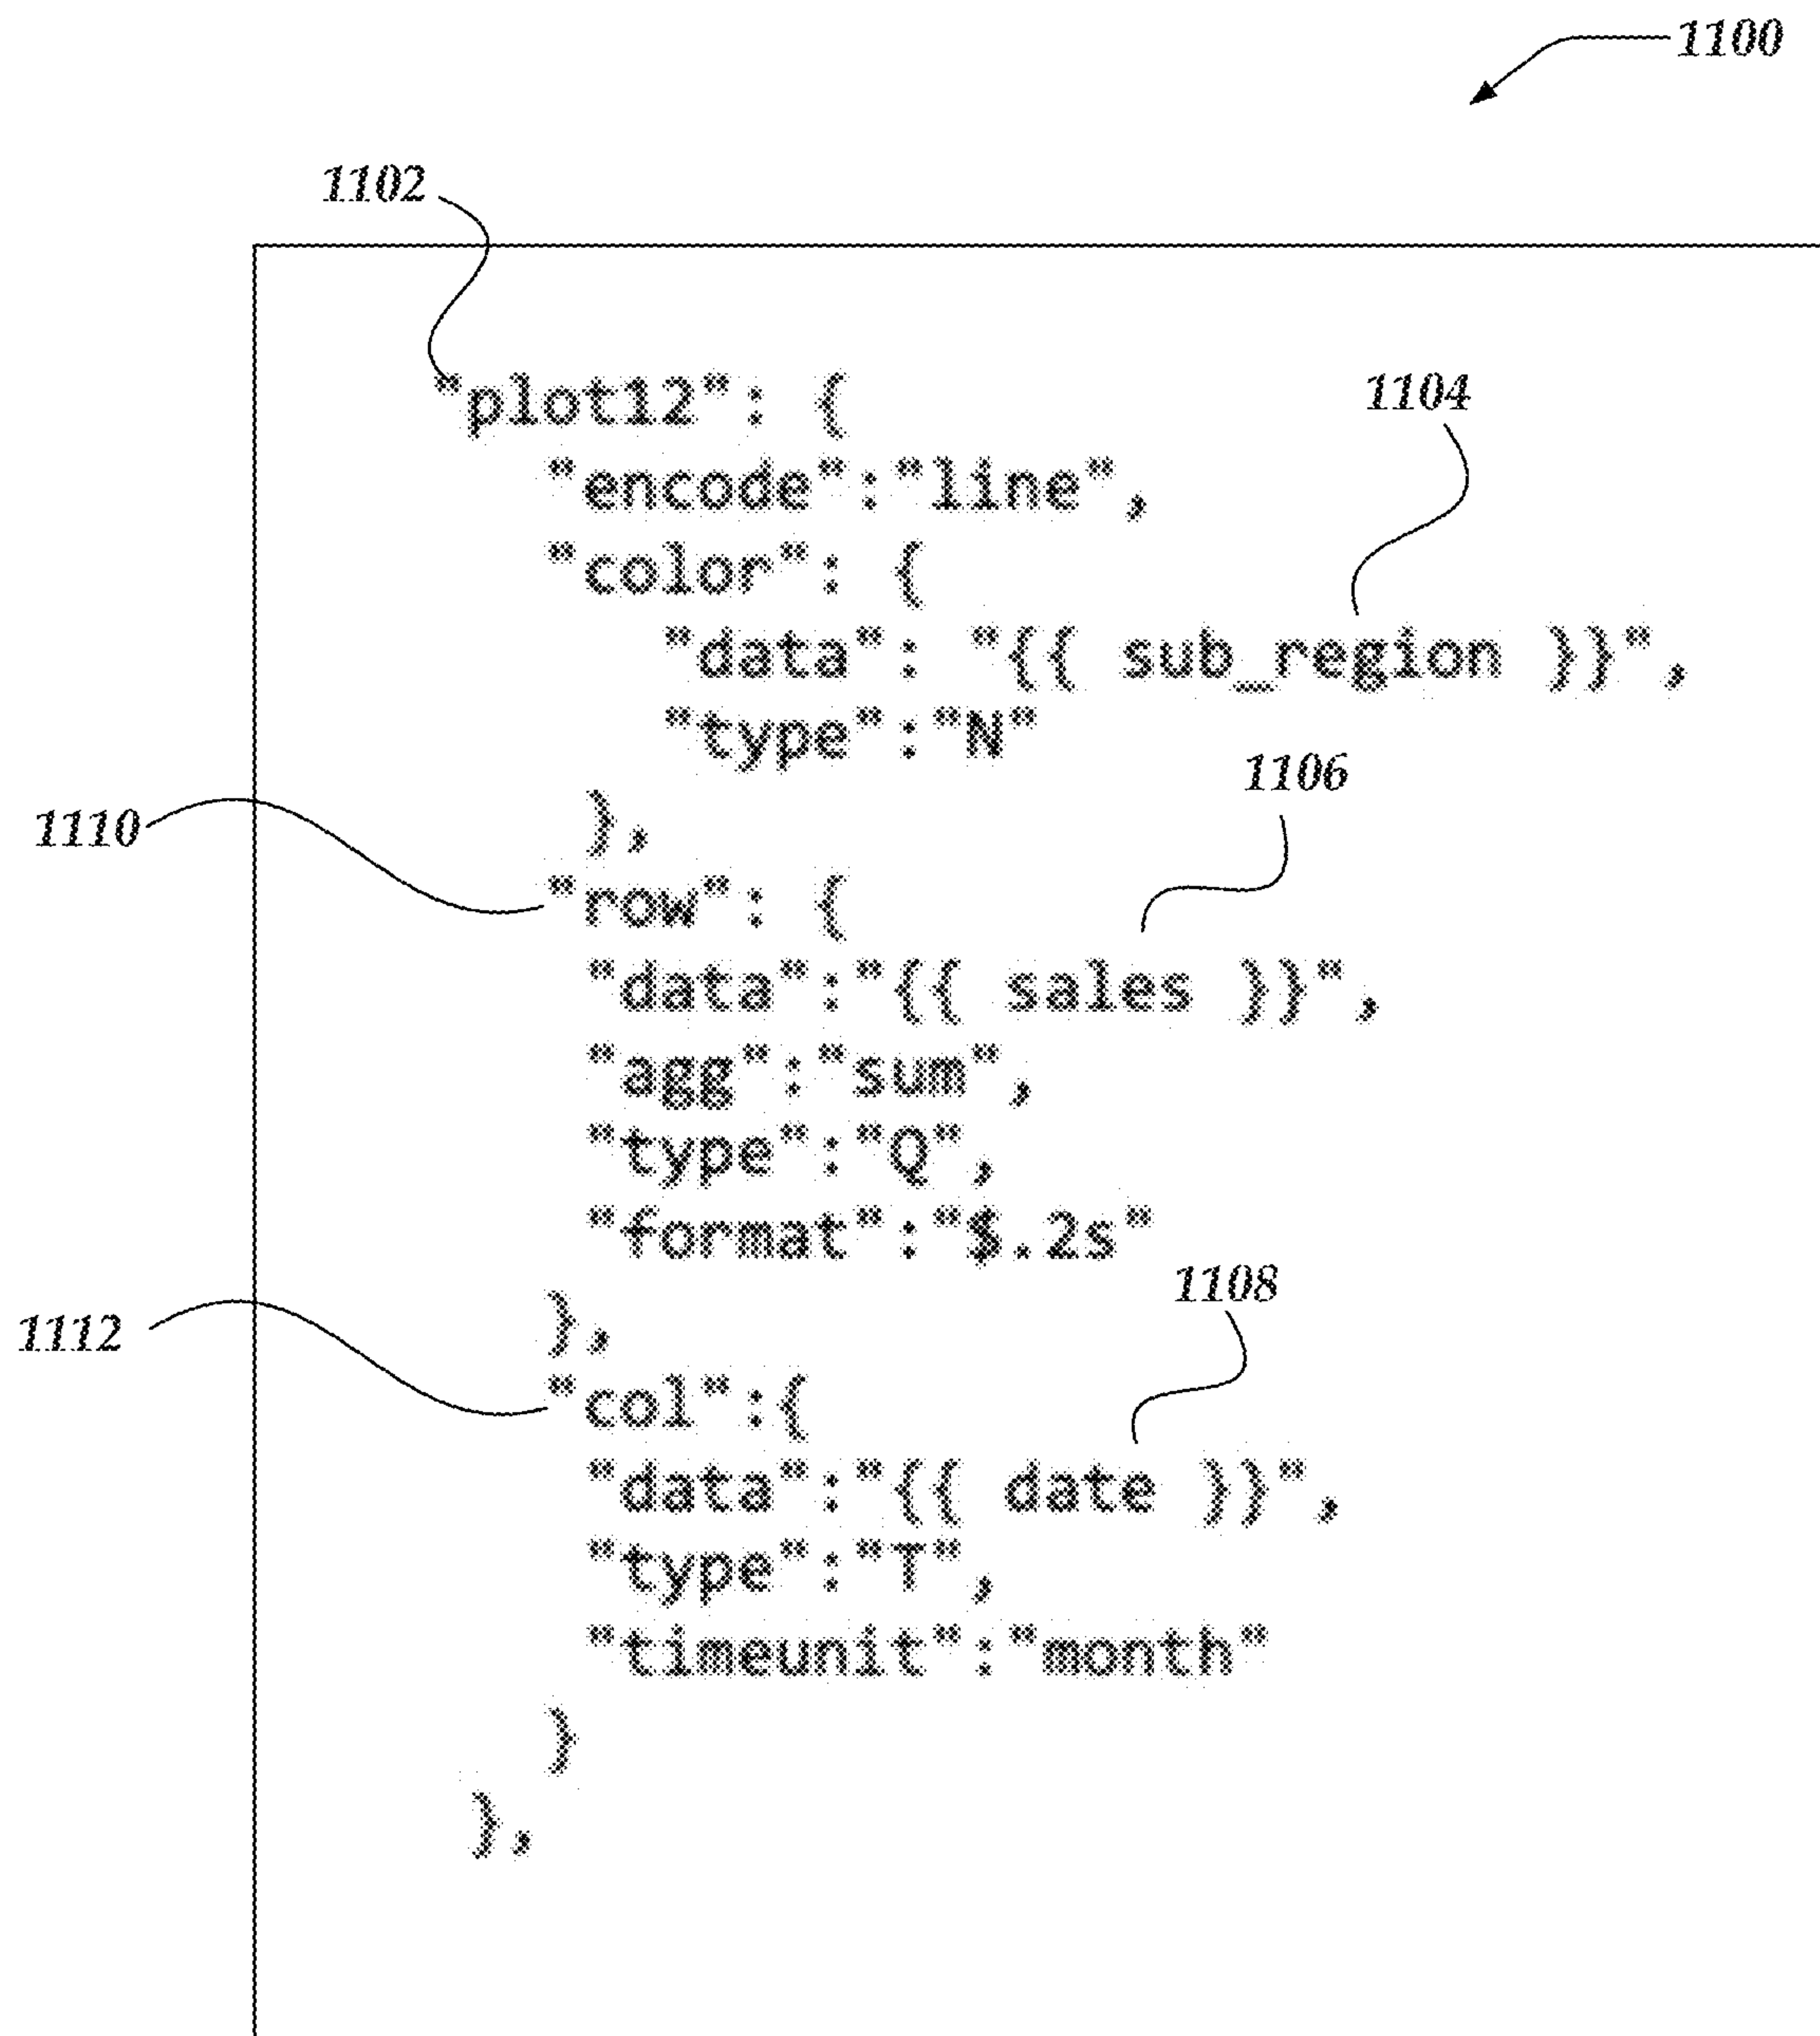 1100
1102
"plot12": {
1104
"encode":"line",
"color": {
"data": "{{ sub_region }}",
"type":"N"
1106
1110
},
"row": {
"data":"{{ sales }}",
"agg":"sum",
"type":"Q",
"format":"$.2s"
1108
1112
},
"col":{
"data":"{{ date }}",
"type":"T",
"timeunit":"month"
}
},